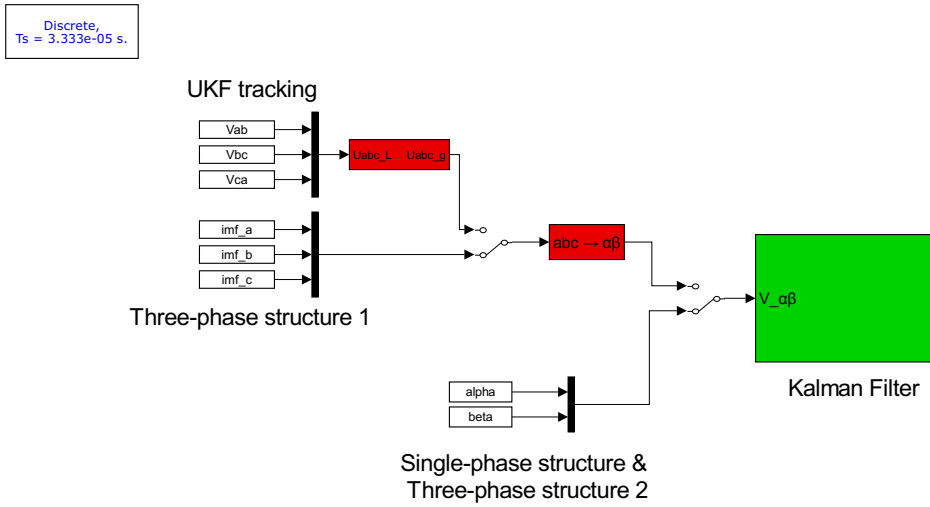 Discrete,
Ts = 3.333e-05 s.
UKF tracking
Vab
Vbc
Vca
Uabc_L Uabc_g
imf_a
imf_b
imf_c
abc → αβ
V_αβ
Three-phase structure 1
Kalman Filter
alpha
beta
Single-phase structure &
Three-phase structure 2